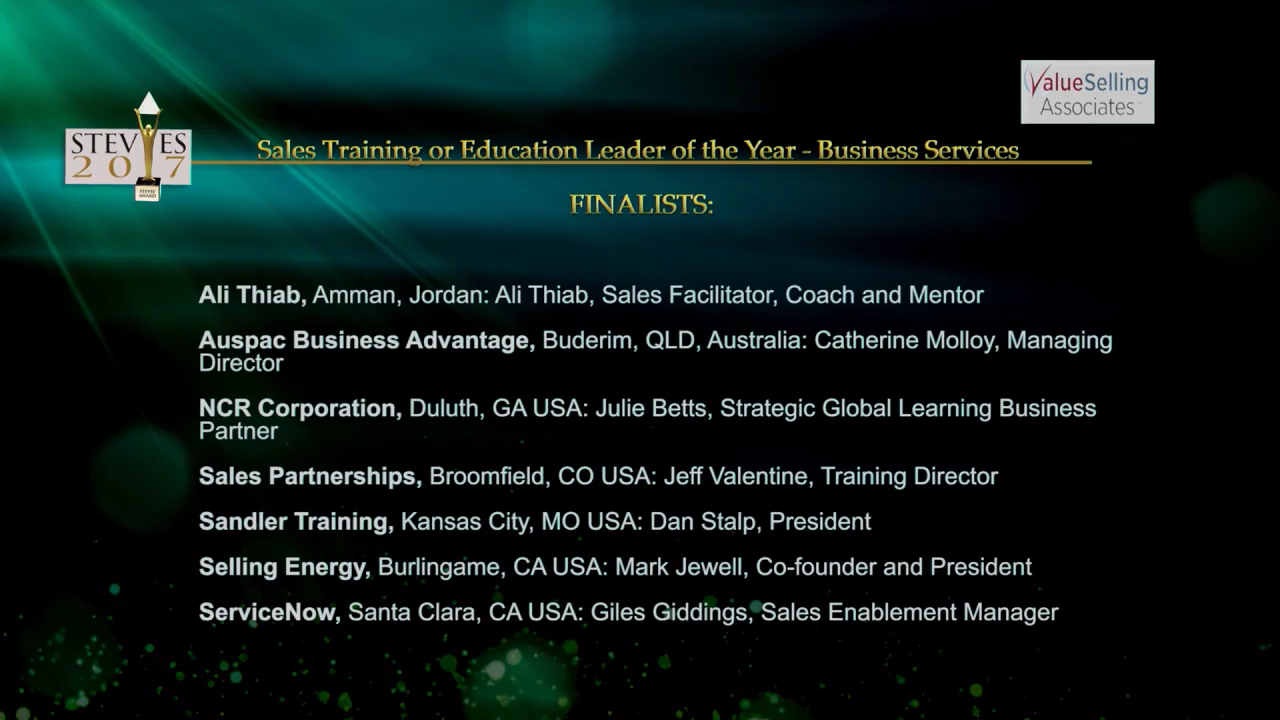 ValueSelling
Associates
STEVIES
2017
STEVIE
AWARD
Sales Training or Education Leader of the Year - Business Services
FINALISTS:
Ali Thiab, Amman, Jordan: Ali Thiab, Sales Facilitator, Coach and Mentor
Auspac Business Advantage, Buderim, QLD, Australia: Catherine Molloy, Managing
Director
NCR Corporation, Duluth, GA USA: Julie Betts, Strategic Global Learning Business
Partner
Sales Partnerships, Broomfield, CO USA: Jeff Valentine, Training Director
Sandler Training, Kansas City, MO USA: Dan Stalp, President
Selling Energy, Burlingame, CA USA: Mark Jewell, Co-founder and President
ServiceNow, Santa Clara, CA USA: Giles Giddings, Sales Enablement Manager